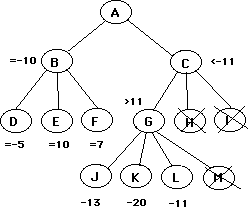 A
=-10 B C <-11
>11
D E F G H I
=-5 =10 =7
J K L M
-13 -20 -11